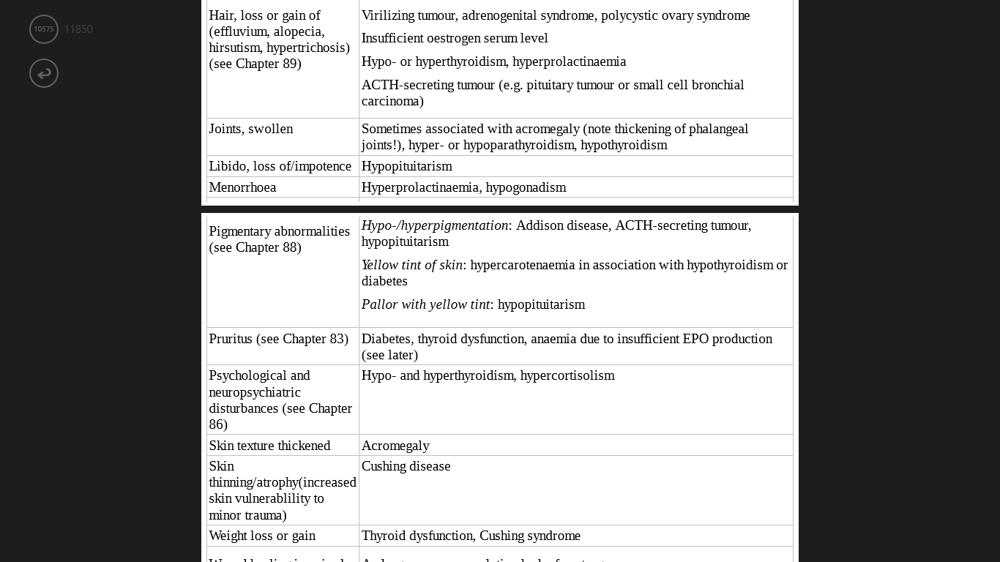 10575 11850
Hair, loss or gain of
(effluvium, alopecia,
hirsutism, hypertrichosis)
(see Chapter 89)
Virilizing tumour, adrenogenital syndrome, polycystic ovary syndrome
Insufficient oestrogen serum level
Hypo- or hyperthyroidism, hyperprolactinaemia
ACTH-secreting tumour (e.g. pituitary tumour or small cell bronchial
carcinoma)
Joints, swollen
Sometimes associated with acromegaly (note thickening of phalangeal
joints!), hyper- or hypoparathyroidism, hypothyroidism
Libido, loss of/impotence
Hypopituitarism
Menorrhoea
Hyperprolactinaemia, hypogonadism
Pigmentary abnormalities
(see Chapter 88)
Hypo-/hyperpigmentation: Addison disease, ACTH-secreting tumour,
hypopituitarism
Yellow tint of skin: hypercarotenaemia in association with hypothyroidism or
diabetes
Pallor with yellow tint: hypopituitarism
Pruritus (see Chapter 83)
Diabetes, thyroid dysfunction, anaemia due to insufficient EPO production
(see later)
Psychological and
neuropsychiatric
disturbances (see Chapter
86)
Hypo- and hyperthyroidism, hypercortisolism
Skin texture thickened
Acromegaly
Skin
thinning/atrophy(increased
skin vulnerablility to
minor trauma)
Cushing disease
Weight loss or gain
Thyroid dysfunction, Cushing syndrome